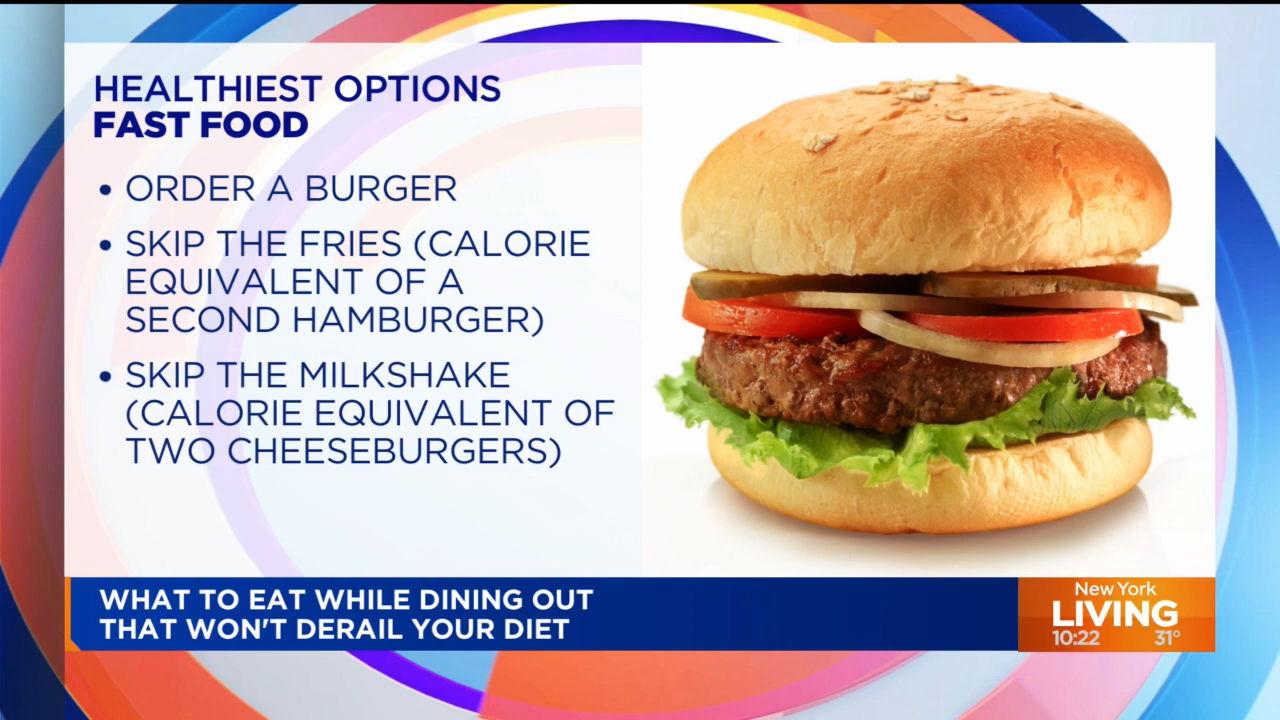 HEALTHIEST OPTIONS
FAST FOOD
• ORDER A BURGER
• SKIP THE FRIES (CALORIE
EQUIVALENT OF A
SECOND HAMBURGER)
• SKIP THE MILKSHAKE
(CALORIE EQUIVALENT OF
TWO CHEESEBURGERS)
WHAT TO EAT WHILE DINING OUT
THAT WON'T DERAIL YOUR DIET
New York
LIVING
10:22 31°